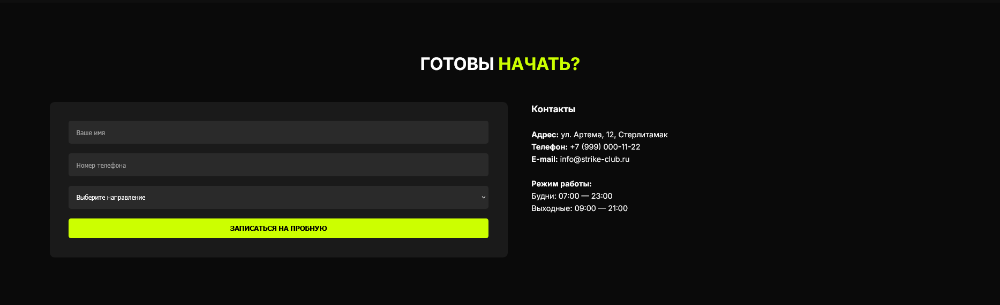 ГОТОВЫ НАЧАТЬ?
Ваше имя
Номер телефона
Выберите направление
ЗАПИСАТЬСЯ НА ПРОБНУЮ
Контакты
Адрес: ул. Артема, 12, Стерлитамак
Телефон: +7 (999) 000-11-22
E-mail: info@strike-club.ru
Режим работы:
Будни: 07:00 — 23:00
Выходные: 09:00 — 21:00